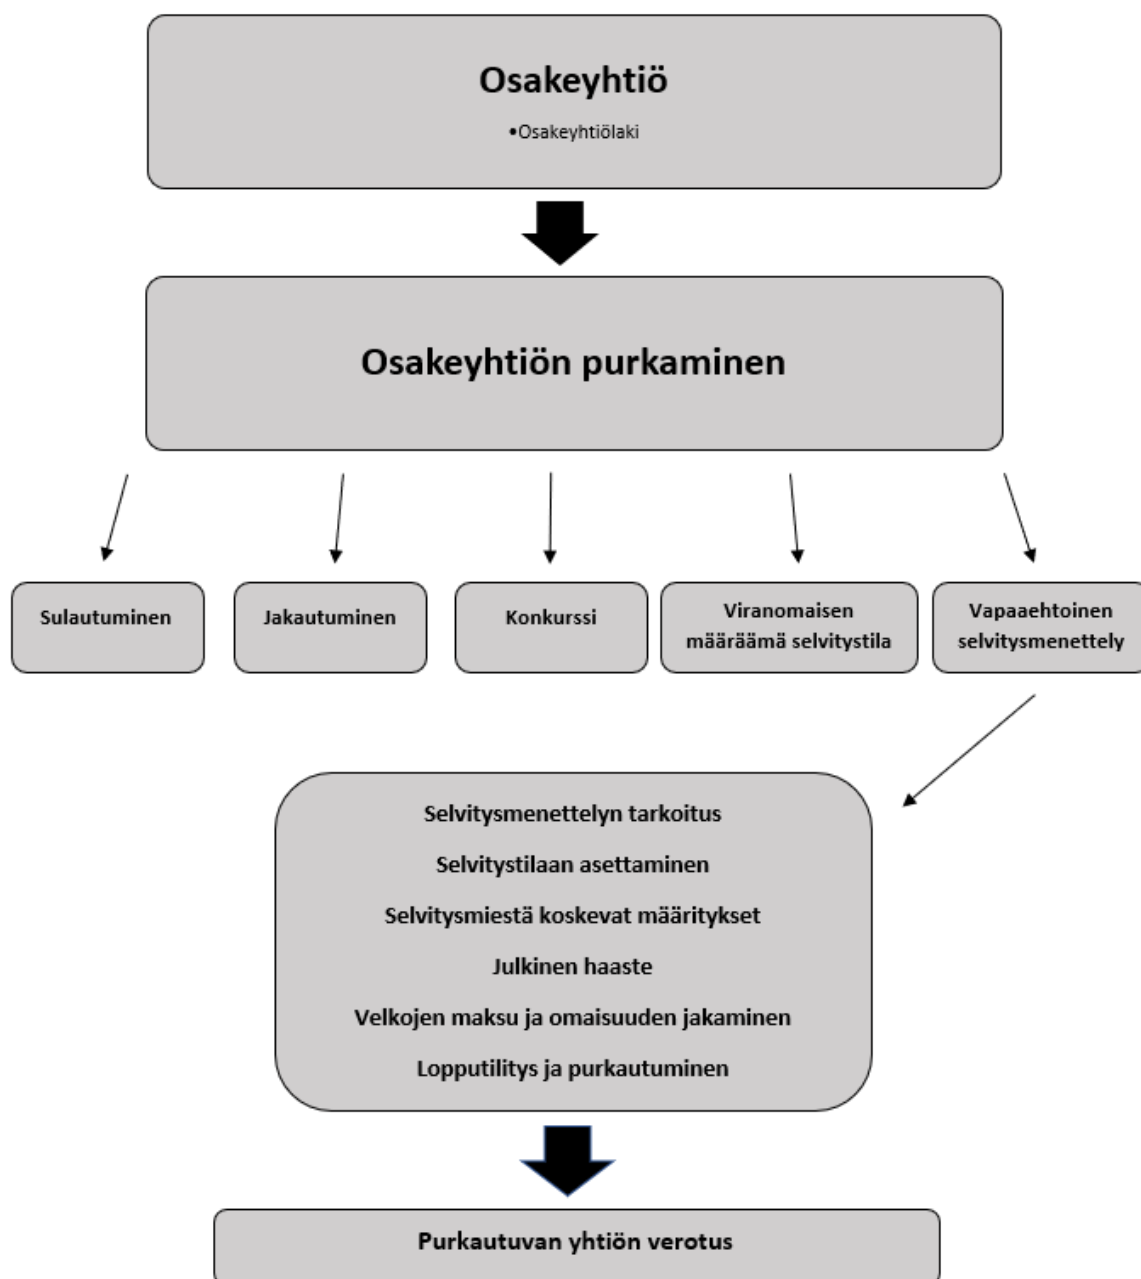 Osakeyhtiö
•Osakeyhtiölaki
Osakeyhtiön purkaminen
Sulautuminen
Jakautuminen
Konkurssi
Viranomaisen
määräämä selvitystila
Vapaaehtoinen
selvitysmenettely
Selvitysmenettelyn tarkoitus
Selvitystilaan asettaminen
Selvitysmiestä koskevat määritykset
Julkinen haaste
Velkojen maksu ja omaisuuden jakaminen
Lopputilitys ja purkautuminen
Purkautuvan yhtiön verotus